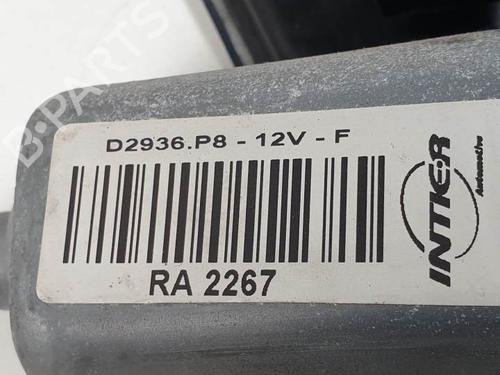 B-PARTS
D2936.P8 - 12V - F
RA 2267
INTIER
Automotive